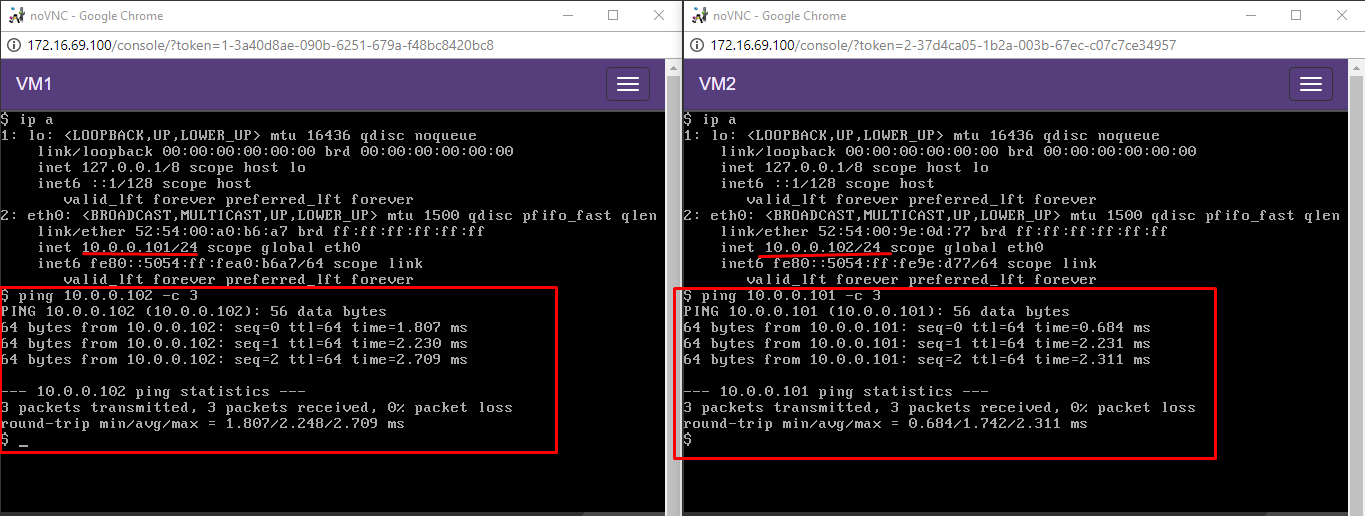 noVNC - Google Chrome
172.16.69.100/console/?token=1-3a40d8ae-090b-6251-679a-f48bc8420bc8
VM1
$ ip a
1: lo: <LOOPBACK,UP,LOWER_UP> mtu 16436 qdisc noqueue
    link/loopback 00:00:00:00:00:00 brd 00:00:00:00:00:00
    inet 127.0.0.1/8 scope host lo
    inet6 ::1/128 scope host
       valid_lft forever preferred_lft forever
2: eth0: <BROADCAST,MULTICAST,UP,LOWER_UP> mtu 1500 qdisc pfifo_fast qlen
    link/ether 52:54:00:a0:b6:a7 brd ff:ff:ff:ff:ff:ff
    inet 10.0.0.101/24 scope global eth0
    inet6 fe80::5054:ff:fea0:b6a7/64 scope link
       valid_lft forever preferred_lft forever
$ ping 10.0.0.102 -c 3
PING 10.0.0.102 (10.0.0.102): 56 data bytes
64 bytes from 10.0.0.102: seq=0 ttl=64 time=1.807 ms
64 bytes from 10.0.0.102: seq=1 ttl=64 time=2.230 ms
64 bytes from 10.0.0.102: seq=2 ttl=64 time=2.709 ms
--- 10.0.0.102 ping statistics ---
3 packets transmitted, 3 packets received, 0% packet loss
round-trip min/avg/max = 1.807/2.248/2.709 ms
$ _
noVNC - Google Chrome
172.16.69.100/console/?token=2-37d4ca05-1b2a-003b-67ec-c07c7ce34957
VM2
$ ip a
1: lo: <LOOPBACK,UP,LOWER_UP> mtu 16436 qdisc noqueue
    link/loopback 00:00:00:00:00:00 brd 00:00:00:00:00:00
    inet 127.0.0.1/8 scope host lo
    inet6 ::1/128 scope host
       valid_lft forever preferred_lft forever
2: eth0: <BROADCAST,MULTICAST,UP,LOWER_UP> mtu 1500 qdisc pfifo_fast qlen
    link/ether 52:54:00:9e:0d:77 brd ff:ff:ff:ff:ff:ff
    inet 10.0.0.102/24 scope global eth0
    inet6 fe80::5054:ff:fe9e:d77/64 scope link
       valid_lft forever preferred_lft forever
$ ping 10.0.0.101 -c 3
PING 10.0.0.101 (10.0.0.101): 56 data bytes
64 bytes from 10.0.0.101: seq=0 ttl=64 time=0.684 ms
64 bytes from 10.0.0.101: seq=1 ttl=64 time=2.231 ms
64 bytes from 10.0.0.101: seq=2 ttl=64 time=2.311 ms
--- 10.0.0.101 ping statistics ---
3 packets transmitted, 3 packets received, 0% packet loss
round-trip min/avg/max = 0.684/1.742/2.311 ms
$